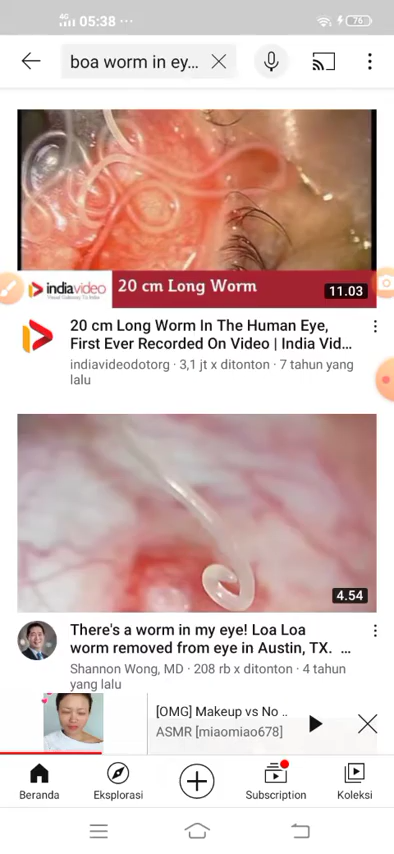 4G 05:38 ... 76
boa worm in ey...
indiavideo 20 cm Long Worm 11.03
20 cm Long Worm In The Human Eye,
First Ever Recorded On Video | India Vid...
indiavideodotorg · 3,1 jt x ditonton · 7 tahun yang
lalu
4.54
There's a worm in my eye! Loa Loa
worm removed from eye in Austin, TX. ...
Shannon Wong, MD · 208 rb x ditonton · 4 tahun
yang lalu
[OMG] Makeup vs No ..
ASMR [miaomiao678]
Beranda Eksplorasi Subscription Koleksi